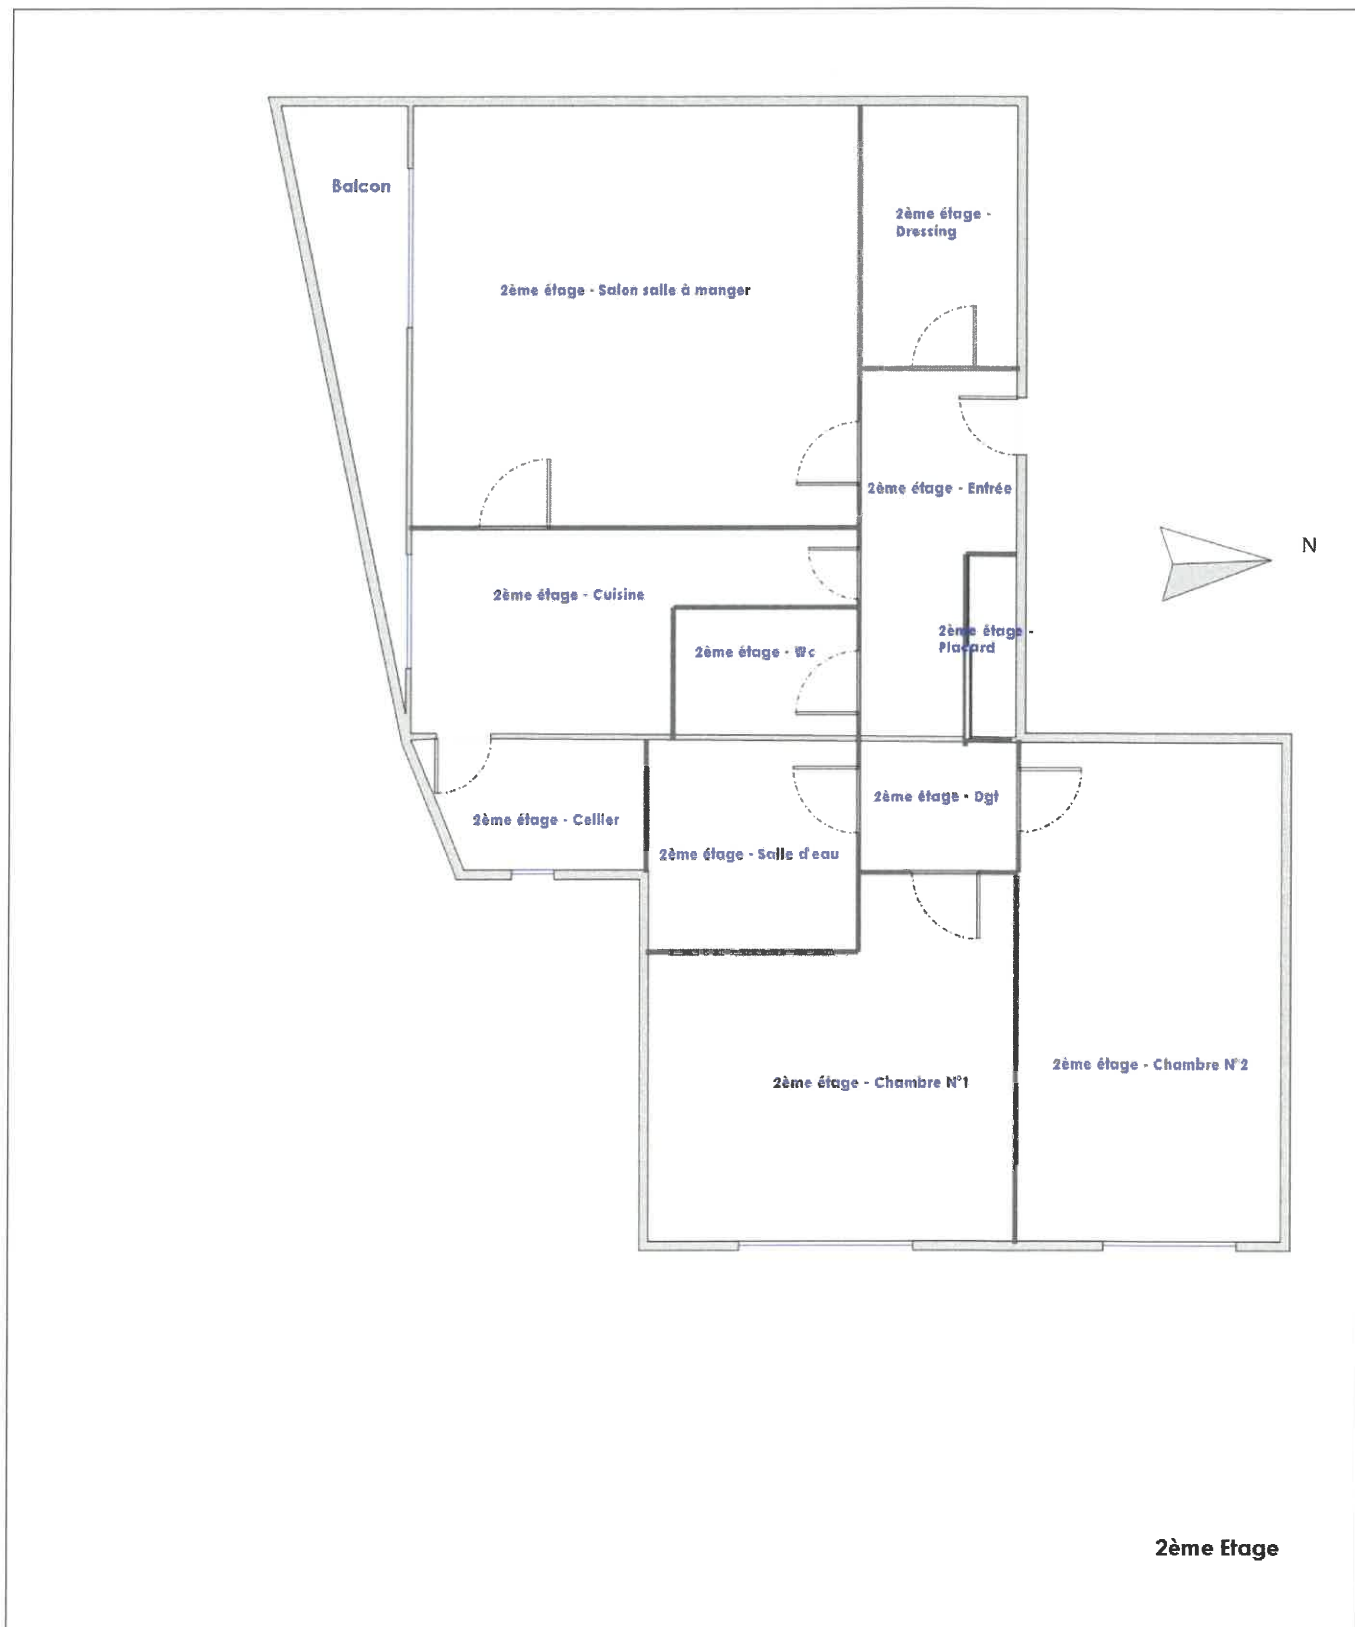 Balcon
2ème étage -
Dressing
2ème étage - Salon salle à manger
2ème étage - Entrée
N
2ème étage - Cuisine
2ème étage -
Placard
2ème étage - Wc
2ème étage - Dgt
2ème étage - Cellier
2ème étage - Salle d'eau
2ème étage - Chambre N°2
2ème étage - Chambre N°1
2ème Etage